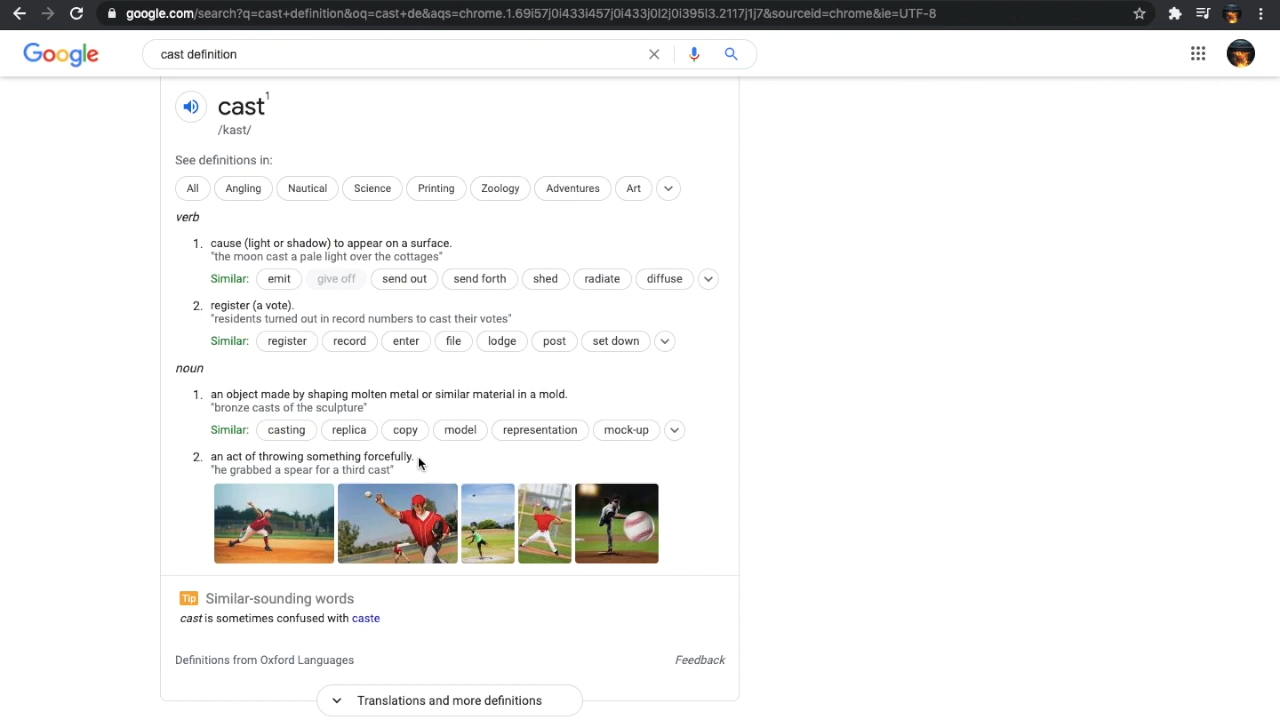 google.com/search?q=cast+definition&oq=cast+de&aqs=chrome.1.69i57j0i433i457j0i433j0l2j0i395l3.2117j1j7&sourceid=chrome&ie=UTF-8
Google
cast definition
cast1
/kast/
See definitions in:
All Angling Nautical Science Printing Zoology Adventures Art
verb
1. cause (light or shadow) to appear on a surface.
"the moon cast a pale light over the cottages"
Similar: emit give off send out send forth shed radiate diffuse
2. register (a vote).
"residents turned out in record numbers to cast their votes"
Similar: register record enter file lodge post set down
noun
1. an object made by shaping molten metal or similar material in a mold.
"bronze casts of the sculpture"
Similar: casting replica copy model representation mock-up
2. an act of throwing something forcefully.
"he grabbed a spear for a third cast"
Tip Similar-sounding words
cast is sometimes confused with caste
Definitions from Oxford Languages Feedback
Translations and more definitions